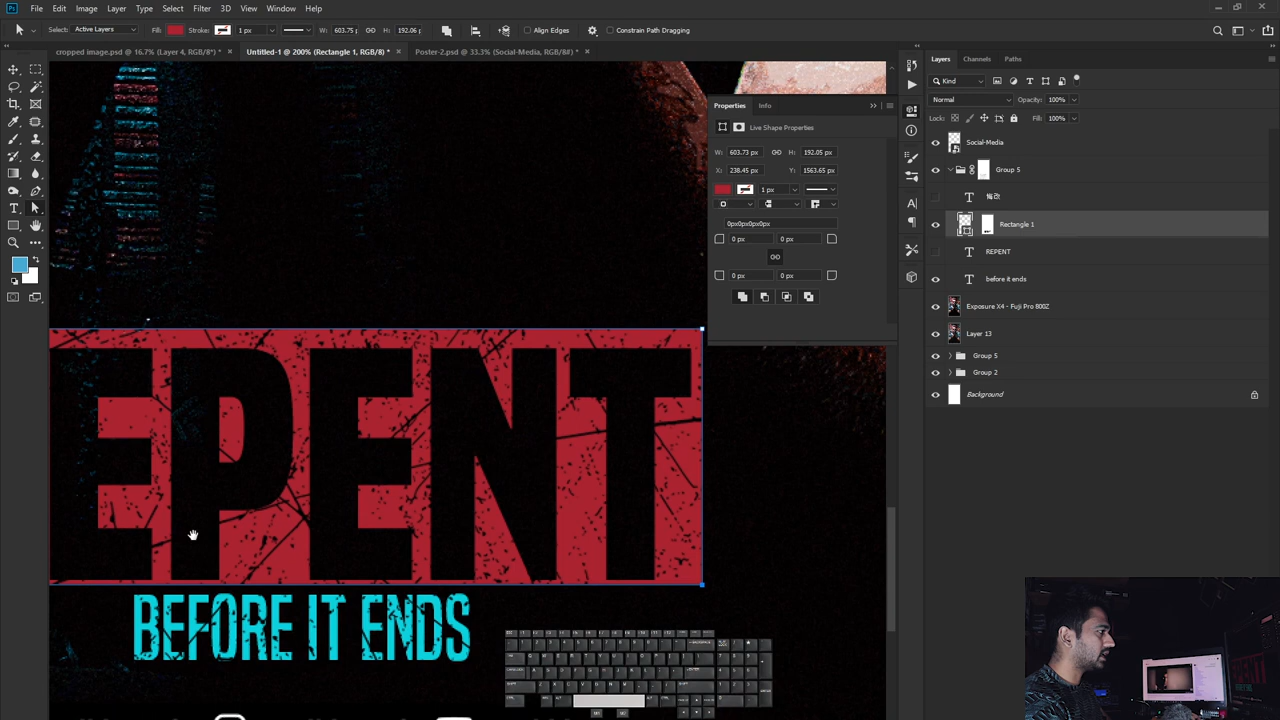 File Edit Image Layer Type Select Filter 3D View Window Help
Select: Active Layers Fill: Stroke: 1 px W: 603.75 H: 192.06 Align Edges Constrain Path Dragging
cropped image.psd @ 16.7% (Layer 4, RGB/8*) * × Untitled-1 @ 200% (Rectangle 1, RGB/8) * × Poster-2.psd @ 33.3% (Social-Media, RGB/8#) * ×
Properties Info
Live Shape Properties
W: 603.73 px H: 192.05 px
X: 238.45 px Y: 1563.65 px
1 px
0px0px0px0px
0 px 0 px
0 px 0 px
Layers Channels Paths
Kind
Normal Opacity: 100%
Lock: Fill: 100%
Social-Media
Group 5
Rectangle 1
REPENT
before it ends
Exposure X4 - Fuji Pro 800Z
Layer 13
Group 5
Group 2
Background
EPENT
BEFORE IT ENDS